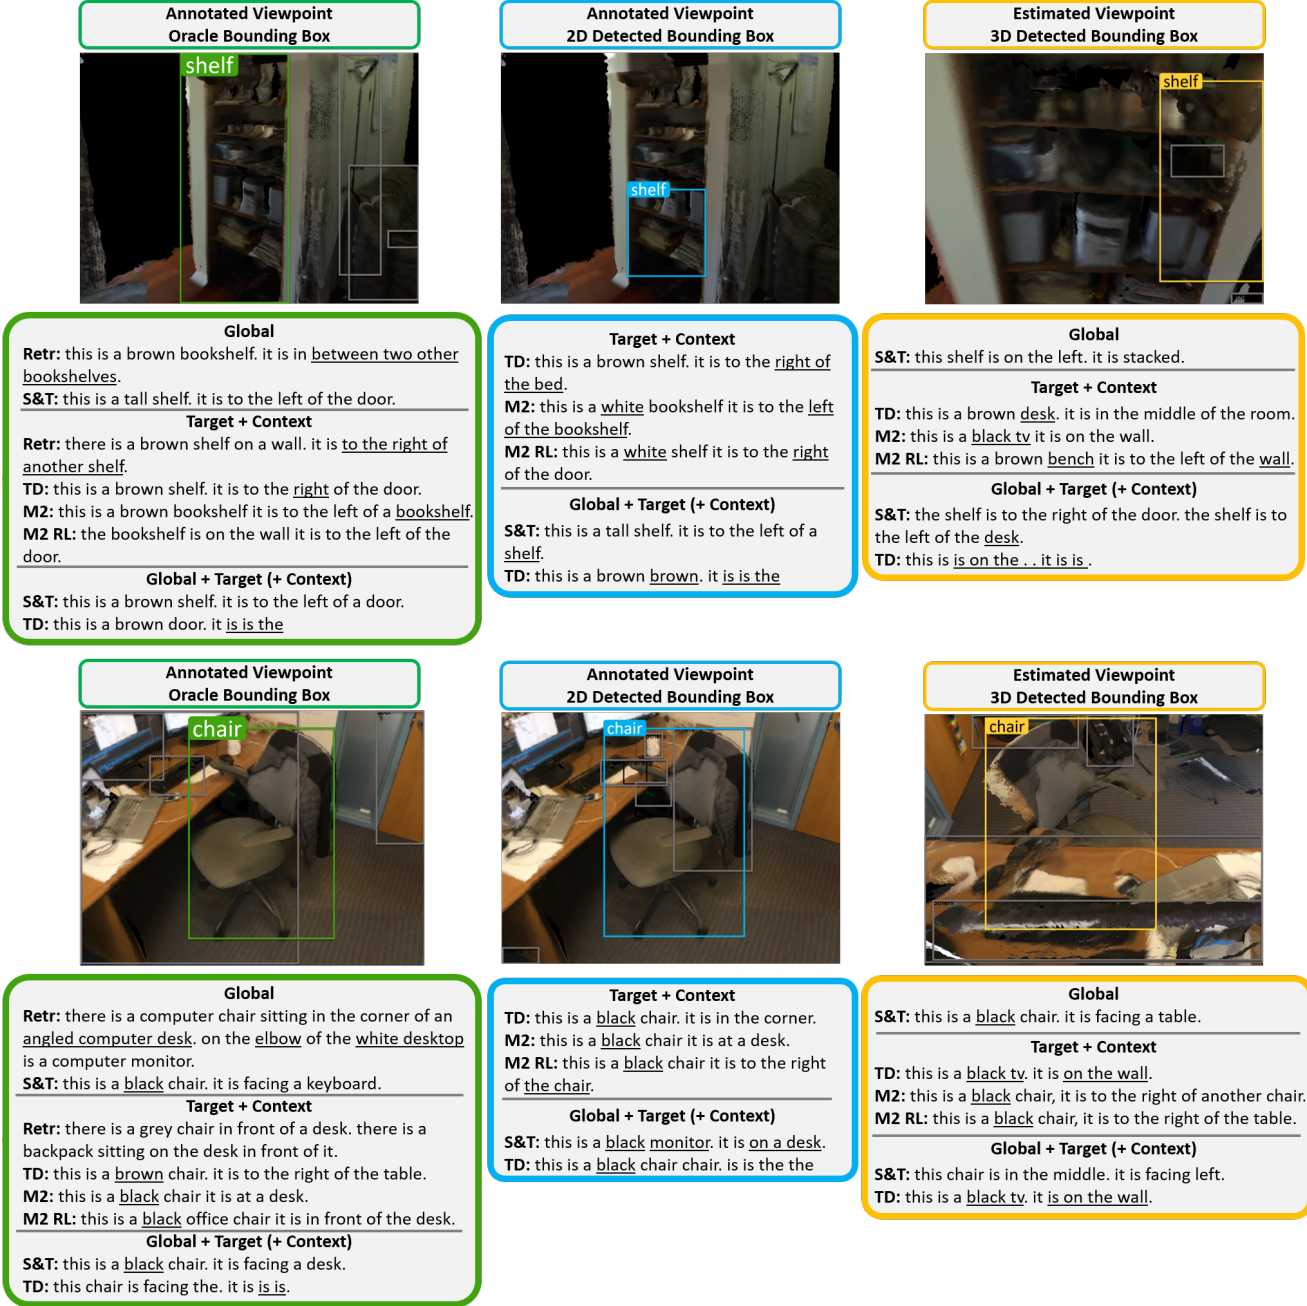 Annotated Viewpoint
Oracle Bounding Box
Annotated Viewpoint
2D Detected Bounding Box
Estimated Viewpoint
3D Detected Bounding Box
shelf
shelf
shelf
Global
Retr: this is a brown bookshelf. it is in between two other
bookshelves.
S&T: this is a tall shelf. it is to the left of the door.
Target + Context
Retr: there is a brown shelf on a wall. it is to the right of
another shelf.
TD: this is a brown shelf. it is to the right of the door.
M2: this is a brown bookshelf it is to the left of a bookshelf.
M2 RL: the bookshelf is on the wall it is to the left of the
door.
Global + Target (+ Context)
S&T: this is a brown shelf. it is to the left of a door.
TD: this is a brown door. it is is the
Target + Context
TD: this is a brown shelf. it is to the right of
the bed.
M2: this is a white bookshelf it is to the left
of the bookshelf.
M2 RL: this is a white shelf it is to the right
of the door.
Global + Target (+ Context)
S&T: this is a tall shelf. it is to the left of a
shelf.
TD: this is a brown brown. it is is the
Global
S&T: this shelf is on the left. it is stacked.
Target + Context
TD: this is a brown desk. it is in the middle of the room.
M2: this is a black tv it is on the wall.
M2 RL: this is a brown bench it is to the left of the wall.
Global + Target (+ Context)
S&T: the shelf is to the right of the door. the shelf is to
the left of the desk.
TD: this is is on the . . it is is .
Annotated Viewpoint
Oracle Bounding Box
Annotated Viewpoint
2D Detected Bounding Box
Estimated Viewpoint
3D Detected Bounding Box
chair
chair
chair
Global
Retr: there is a computer chair sitting in the corner of an
angled computer desk. on the elbow of the white desktop
is a computer monitor.
S&T: this is a black chair. it is facing a keyboard.
Target + Context
Retr: there is a grey chair in front of a desk. there is a
backpack sitting on the desk in front of it.
TD: this is a brown chair. it is to the right of the table.
M2: this is a black chair it is at a desk.
M2 RL: this is a black office chair it is in front of the desk.
Global + Target (+ Context)
S&T: this is a black chair. it is facing a desk.
TD: this chair is facing the. it is is is.
Target + Context
TD: this is a black chair. it is in the corner.
M2: this is a black chair it is at a desk.
M2 RL: this is a black chair it is to the right
of the chair.
Global + Target (+ Context)
S&T: this is a black monitor. it is on a desk.
TD: this is a black chair chair. is is the the
Global
S&T: this is a black chair. it is facing a table.
Target + Context
TD: this is a black tv. it is on the wall.
M2: this is a black chair, it is to the right of another chair.
M2 RL: this is a black chair, it is to the right of the table.
Global + Target (+ Context)
S&T: this chair is in the middle. it is facing left.
TD: this is a black tv. it is on the wall.